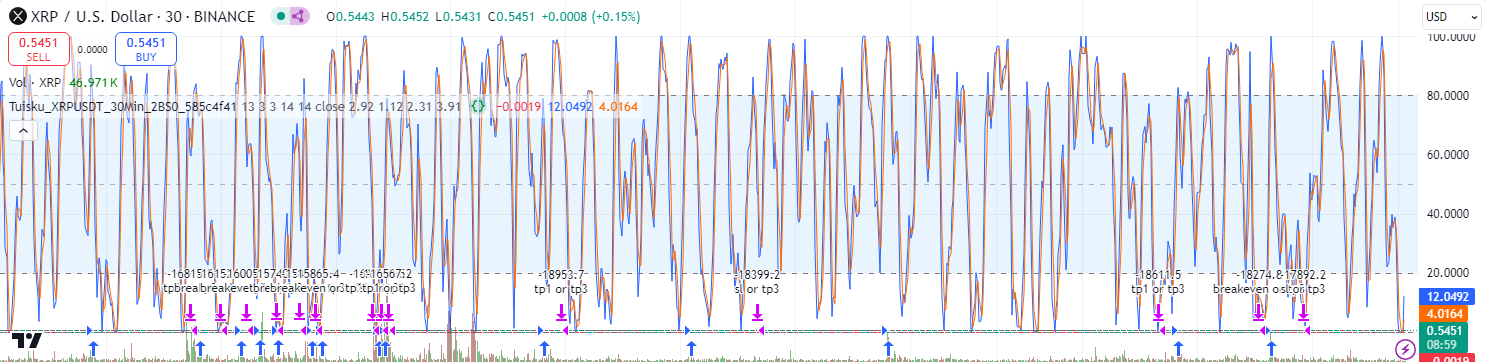 XRP / U.S. Dollar · 30 · BINANCE O0.5443 H0.5452 L0.5431 C0.5451 +0.0008 (+0.15%)
USD
0.5451 SELL
0.0000
0.5451 BUY
Vol · XRP 46.971K
Tuisku_XRPUSDT_30Min_2BS0_585c4f41 13 3 3 14 14 close 2.92 1.12 2.31 3.91 −0.0019 12.0492 4.0164
100.0000
80.0000
60.0000
40.0000
20.0000
-18953.7
tp1 or tp3
-18399.2
or tp3
-18611.5
tp1 or tp3
-17892.2
breakeven
tp3
12.0492
4.0164
0.5451
08:59
0.0019